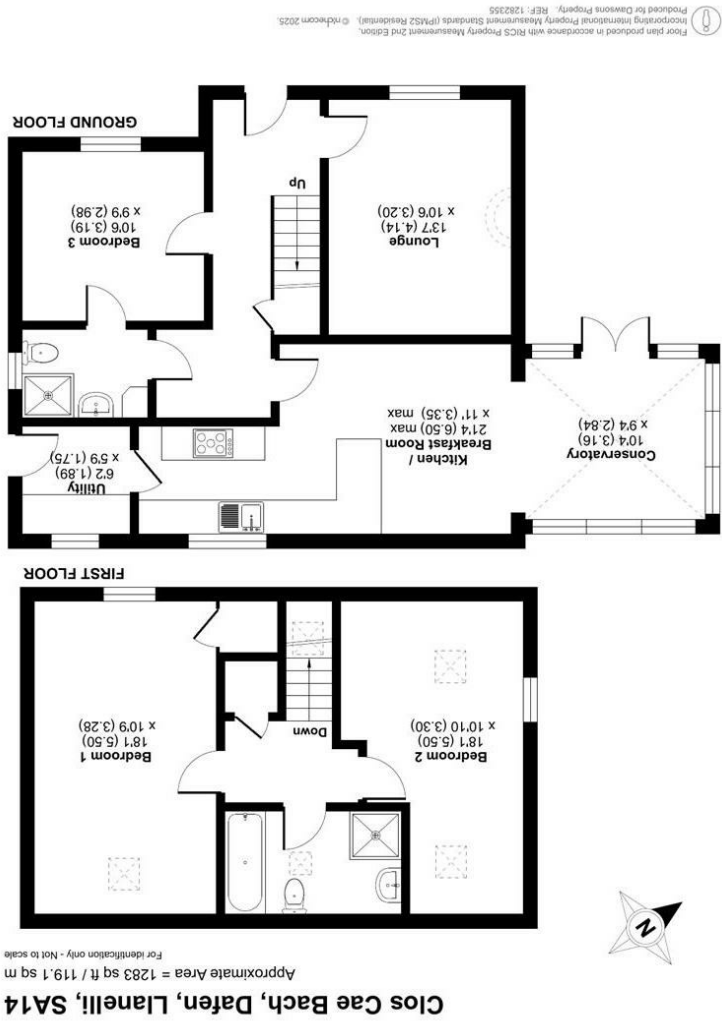 Clos Cae Bach, Dafen, Llanelli, SA14
Approximate Area = 1283 sq ft / 119.1 sq m
For identification only - Not to scale
N
Bedroom 2
18'1 (5.50)
x 10'10 (3.30)
Down
Bedroom 1
18'1 (5.50)
x 10'9 (3.28)
FIRST FLOOR
Conservatory
10'4 (3.16)
x 9'4 (2.84)
Kitchen /
Breakfast Room
21'4 (6.50) max
x 11' (3.35) max
Utility
6'2 (1.89)
x 5'9 (1.75)
Lounge
13'7 (4.14)
x 10'6 (3.20)
Up
Bedroom 3
10'6 (3.19)
x 9'9 (2.98)
GROUND FLOOR
Floor plan produced in accordance with RICS Property Measurement 2nd Edition.
Incorporating International Property Measurement Standards (IPMS2 Residential). © nichecom 2025.
Produced for Dawsons Property. REF: 1282355